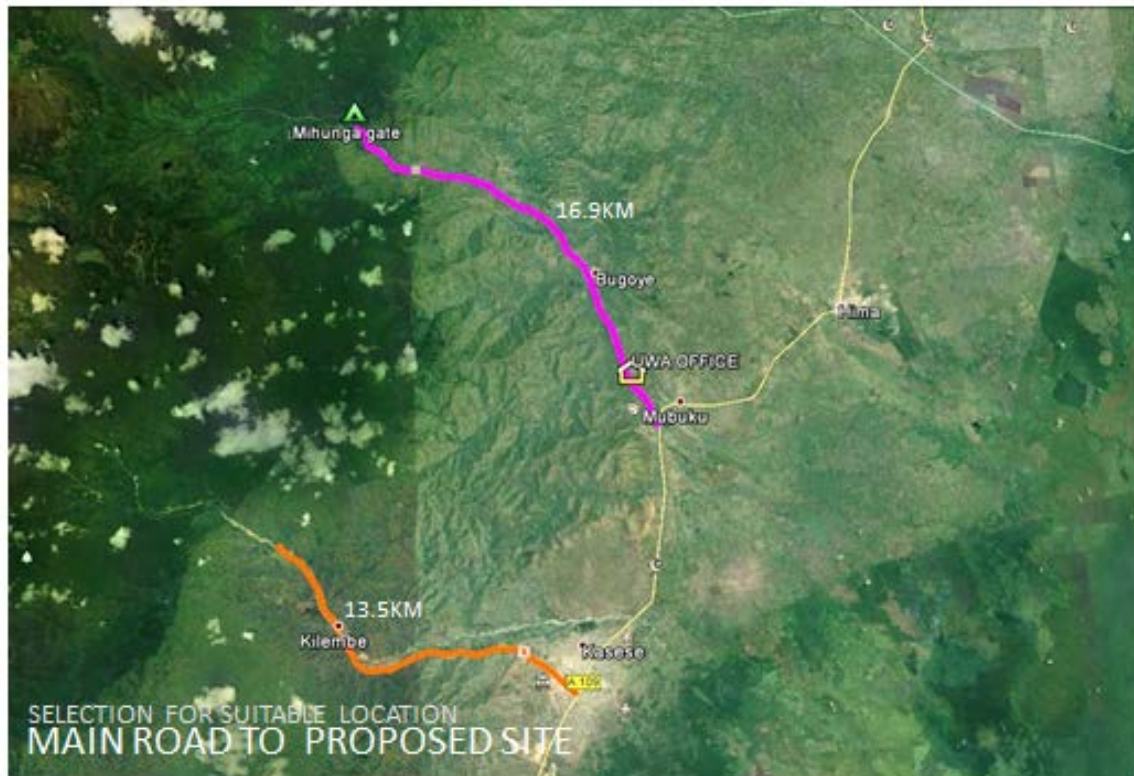 Mihunga gate
16.9KM
Bugoye
Hima
UWA OFFICE
Mubuku
13.5KM
Kilembe
Kasese
A 109
SELECTION FOR SUITABLE LOCATION
MAIN ROAD TO PROPOSED SITE